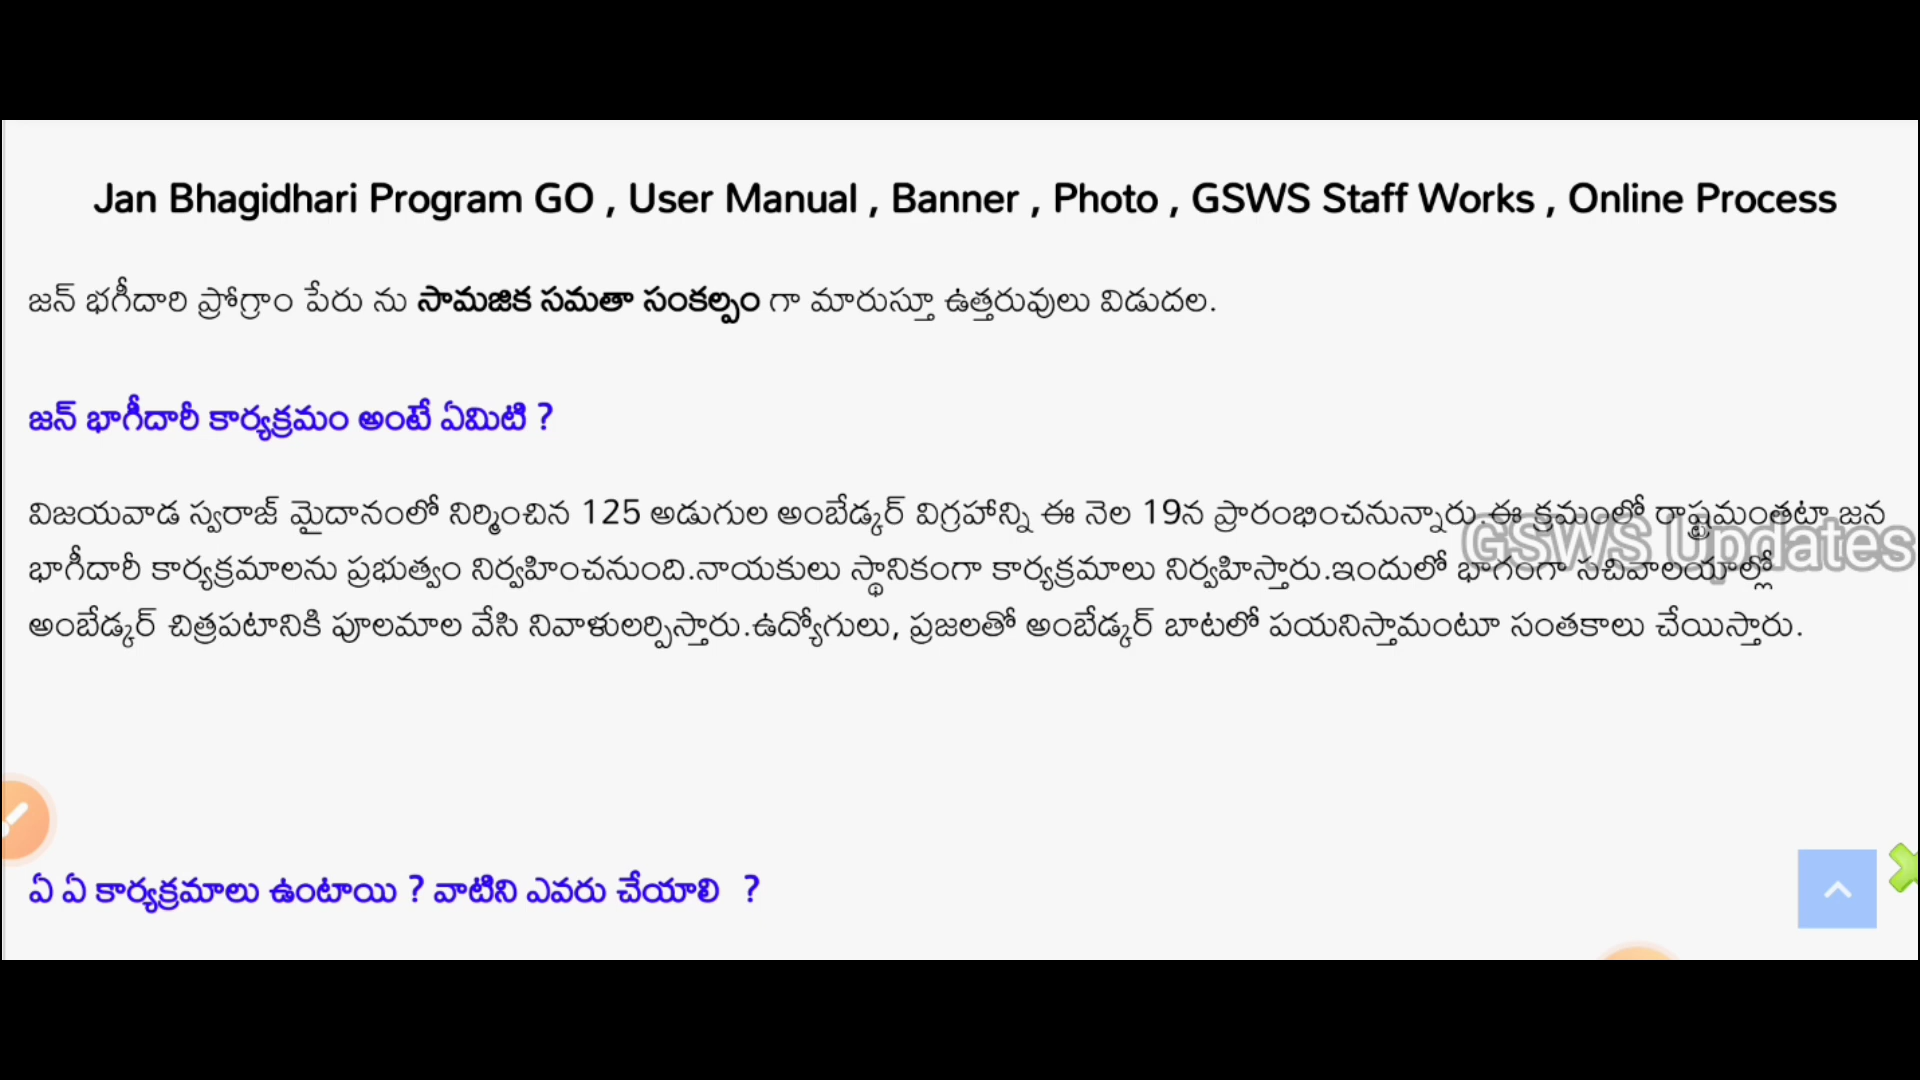 Jan Bhagidhari Program GO , User Manual , Banner , Photo , GSWS Staff Works , Online Process
జన్ భగీదారి ప్రోగ్రాం పేరు ను సామజిక సమతా సంకల్పం గా మారుస్తూ ఉత్తరువులు విడుదల.
జన్ భాగీదారీ కార్యక్రమం అంటే ఏమిటి ?
విజయవాడ స్వరాజ్ మైదానంలో నిర్మించిన 125 అడుగుల అంబేడ్కర్ విగ్రహాన్ని ఈ నెల 19న ప్రారంభించనున్నారు.ఈ క్రమంలో రాష్ట్రమంతటా జన
GSWS Updates
భాగీదారీ కార్యక్రమాలను ప్రభుత్వం నిర్వహించనుంది.నాయకులు స్థానికంగా కార్యక్రమాలు నిర్వహిస్తారు.ఇందులో భాగంగా సచివాలయాల్లో
అంబేడ్కర్ చిత్రపటానికి పూలమాల వేసి నివాళులర్పిస్తారు.ఉద్యోగులు, ప్రజలతో అంబేడ్కర్ బాటలో పయనిస్తామంటూ సంతకాలు చేయిస్తారు.
ఏ ఏ కార్యక్రమాలు ఉంటాయి ? వాటిని ఎవరు చేయాలి ?